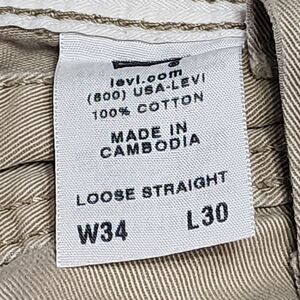 levi.com
(800) USA-LEVI
100% COTTON
MADE IN
CAMBODIA
LOOSE STRAIGHT
W34 L30